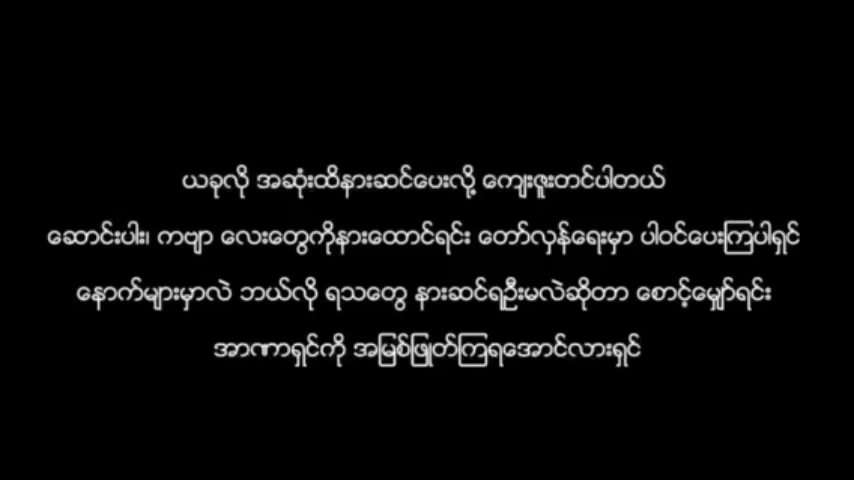 ယခုလို အဆုံးထိနားဆင်ပေးလို့ ကျေးဇူးတင်ပါတယ်
ဆောင်းပါး၊ ကဗျာ လေးတွေကိုနားထောင်ရင်း တော်လှန်ရေးမှာ ပါဝင်ပေးကြပါရှင်
နောက်များမှာလဲ ဘယ်လို ရသတွေ နားဆင်ရဦးမလဲဆိုတာ စောင့်မျှော်ရင်း
အာဏာရှင်ကို အမြစ်ဖြုတ်ကြရအောင်လားရှင်